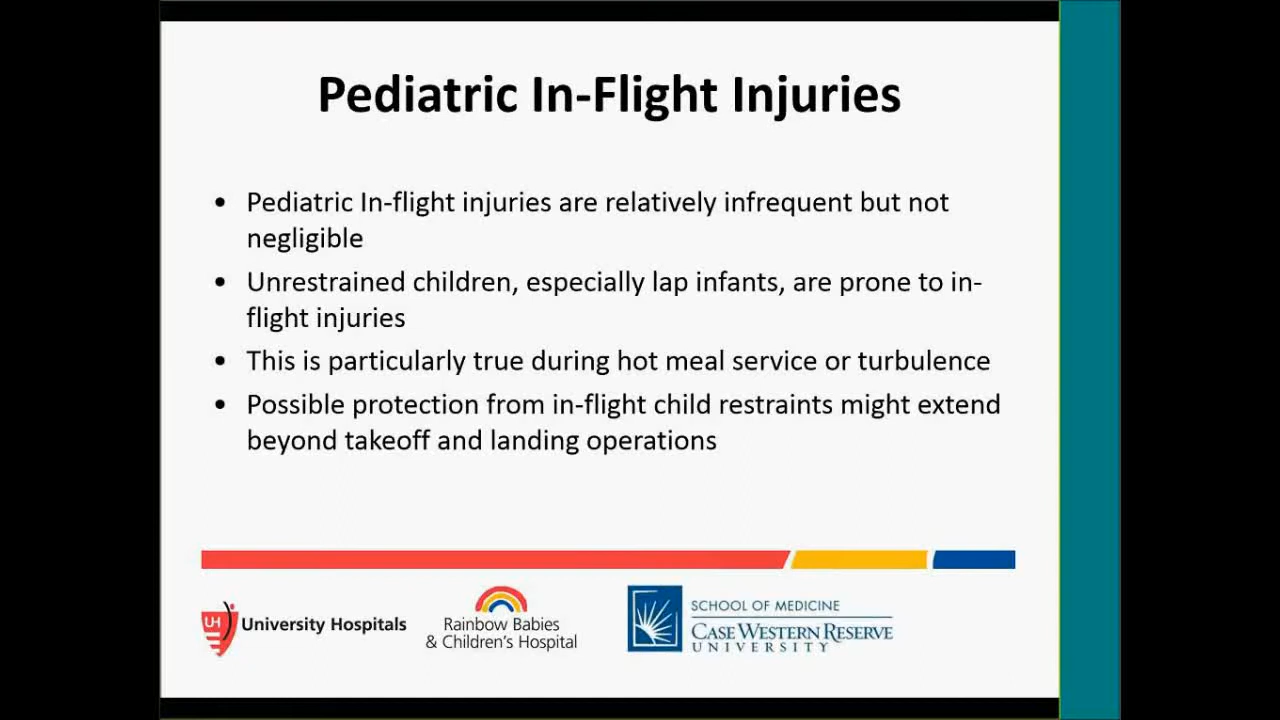 Pediatric In-Flight Injuries
• Pediatric In-flight injuries are relatively infrequent but not
negligible
• Unrestrained children, especially lap infants, are prone to in-
flight injuries
• This is particularly true during hot meal service or turbulence
• Possible protection from in-flight child restraints might extend
beyond takeoff and landing operations
UH
University Hospitals
Rainbow Babies
& Children's Hospital
SCHOOL OF MEDICINE
CASE WESTERN RESERVE
UNIVERSITY